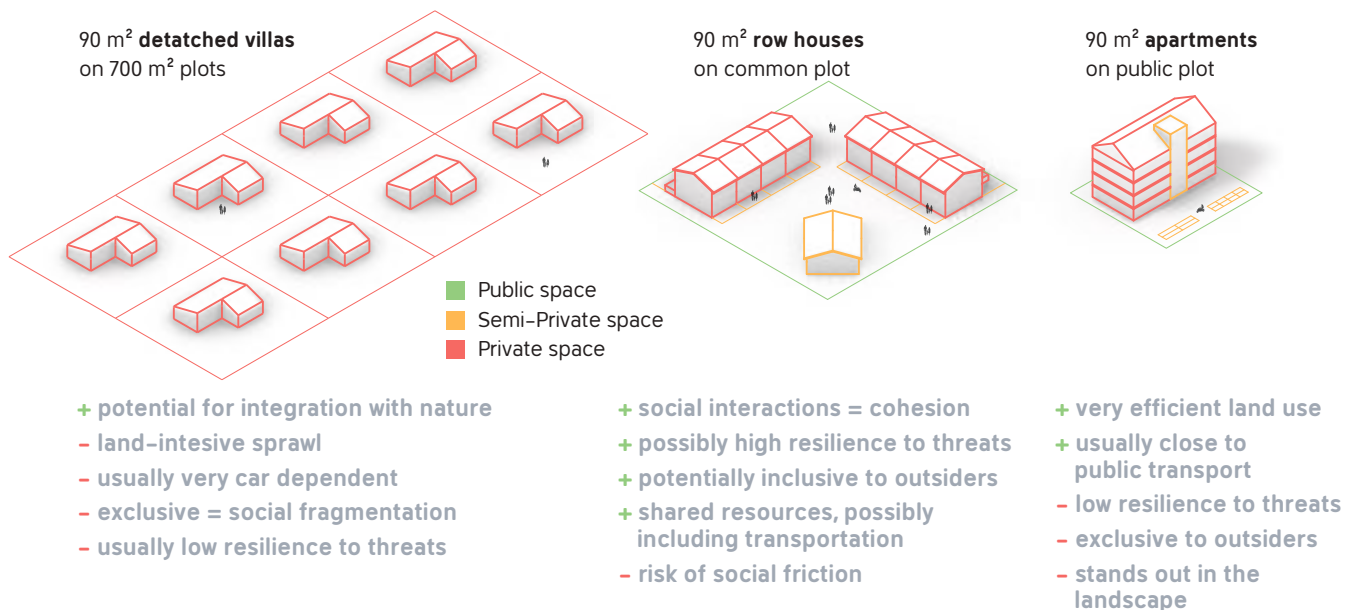 90 m² detatched villas
on 700 m² plots
90 m² row houses
on common plot
90 m² apartments
on public plot
Public space
Semi-Private space
Private space
+ potential for integration with nature
- land-intesive sprawl
- usually very car dependent
- exclusive = social fragmentation
- usually low resilience to threats
+ social interactions = cohesion
+ possibly high resilience to threats
+ potentially inclusive to outsiders
+ shared resources, possibly
including transportation
- risk of social friction
+ very efficient land use
+ usually close to
public transport
- low resilience to threats
- exclusive to outsiders
- stands out in the
landscape